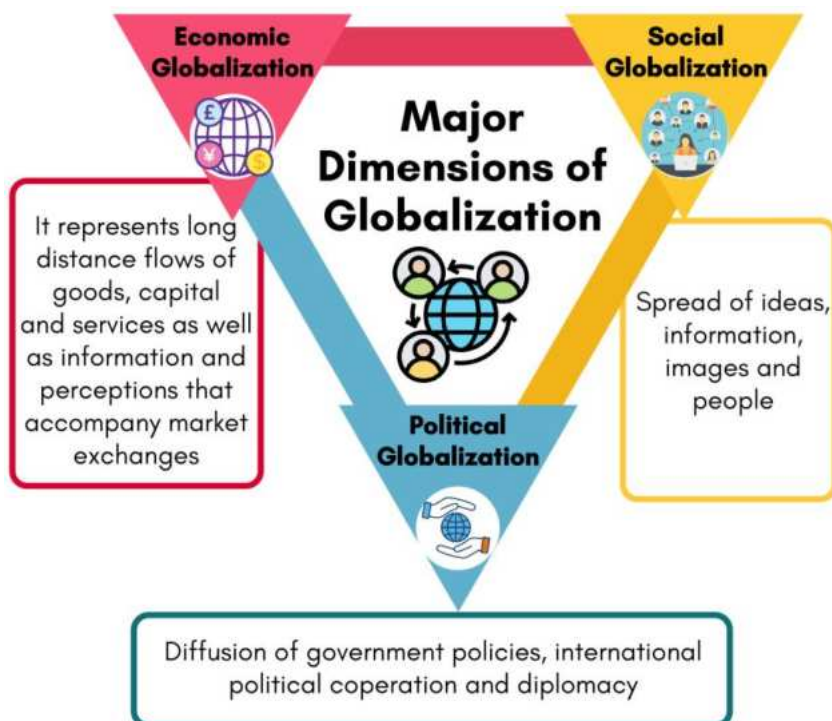 Economic
Globalization
Social
Globalization
Major
Dimensions of
Globalization
£
¥
$
It represents long
distance flows of
goods, capital
and services as well
as information and
perceptions that
accompany market
exchanges
Spread of ideas,
information,
images and
people
Political
Globalization
Diffusion of government policies, international
political coperation and diplomacy